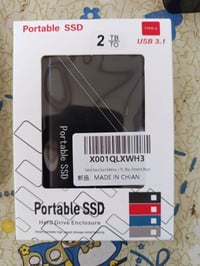 Portable SSD
TYPE-C
2 TB
TO
USB 3.1
Portable SSD
X001QLXWH3
新品 MADE IN CHIAN
Portable SSD
Hard Drive Enclosure